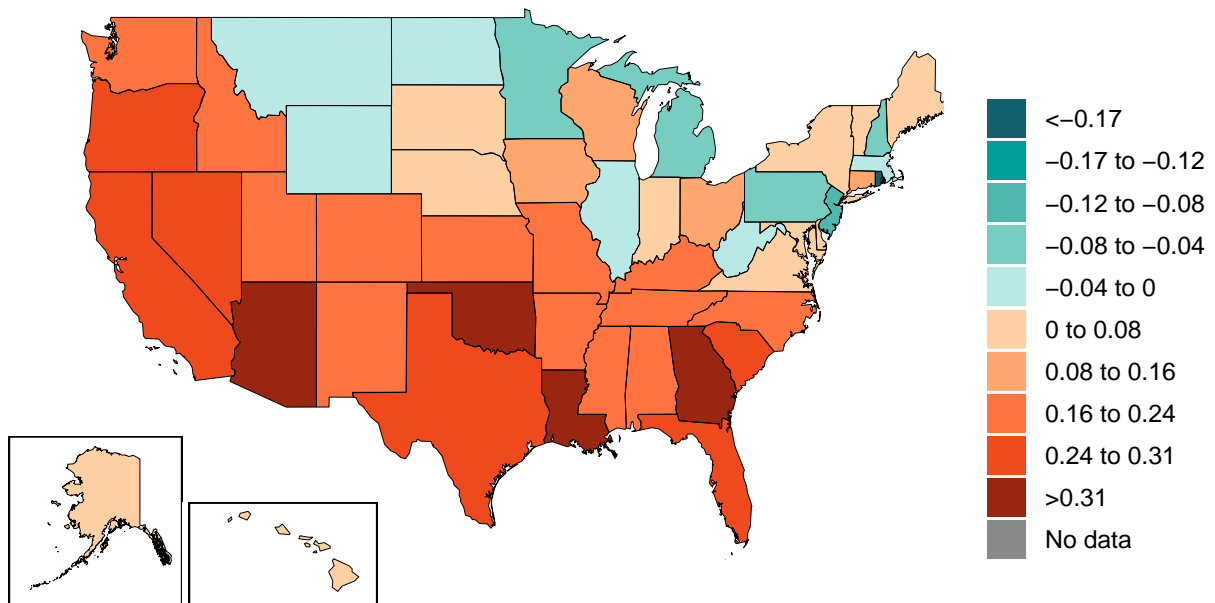 <−0.17
−0.17 to −0.12
−0.12 to −0.08
−0.08 to −0.04
−0.04 to 0
0 to 0.08
0.08 to 0.16
0.16 to 0.24
0.24 to 0.31
>0.31
No data